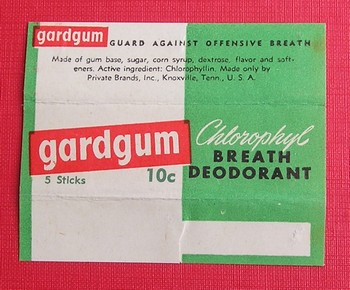 gardgum GUARD AGAINST OFFENSIVE BREATH
Made of gum base, sugar, corn syrup, dextrose, flavor and soft-
eners. Active ingredient: Chlorophyllin. Made only by
Private Brands, Inc., Knoxville, Tenn., U. S. A.
gardgum
5 Sticks 10c
Chlorophyl
BREATH
DEODORANT